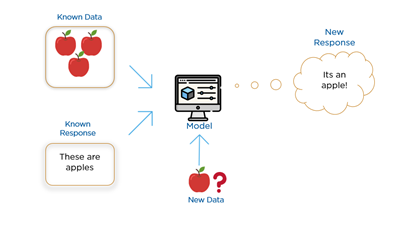 Known Data
New
Response
Its an
apple!
Known
Response
These are
apples
Model
?
New Data